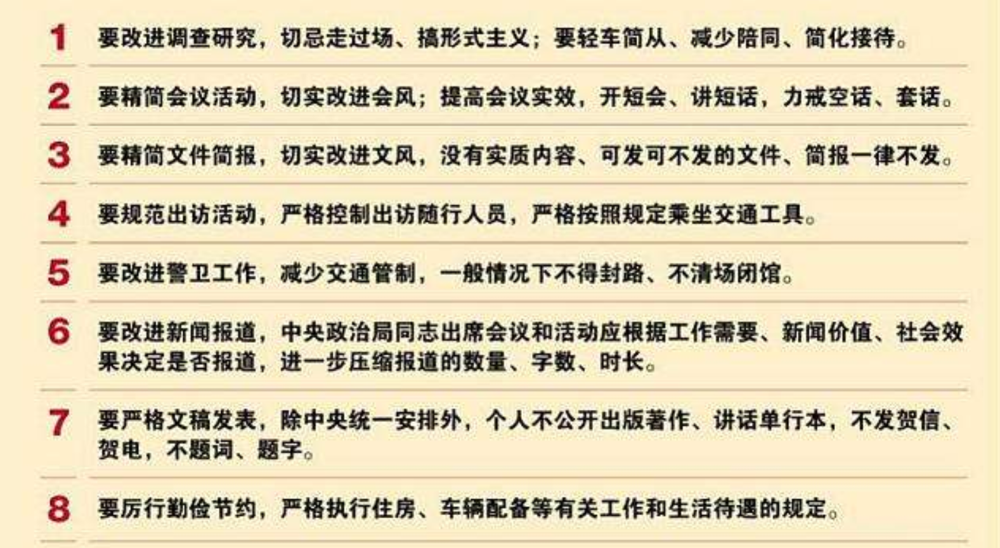 1 要改进调查研究，切忌走过场、搞形式主义；要轻车简从、减少陪同、简化接待。
2 要精简会议活动，切实改进会风；提高会议实效，开短会、讲短话，力戒空话、套话。
3 要精简文件简报，切实改进文风，没有实质内容、可发可不发的文件、简报一律不发。
4 要规范出访活动，严格控制出访随行人员，严格按照规定乘坐交通工具。
5 要改进警卫工作，减少交通管制，一般情况下不得封路、不清场闭馆。
6 要改进新闻报道，中央政治局同志出席会议和活动应根据工作需要、新闻价值、社会效
果决定是否报道，进一步压缩报道的数量、字数、时长。
7 要严格文稿发表，除中央统一安排外，个人不公开出版著作、讲话单行本，不发贺信、
贺电，不题词、题字。
8 要厉行勤俭节约，严格执行住房、车辆配备等有关工作和生活待遇的规定。